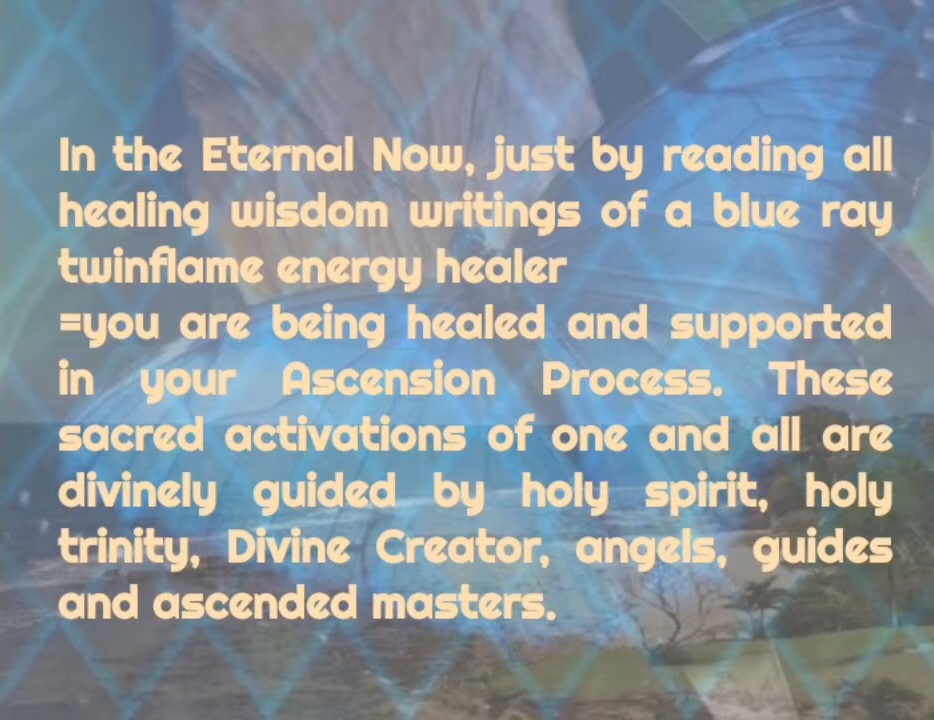 In the Eternal Now, just by reading all
healing wisdom writings of a blue ray
twinflame energy healer
=you are being healed and supported
in your Ascension Process. These
sacred activations of one and all are
divinely guided by holy spirit, holy
trinity, Divine Creator, angels, guides
and ascended masters.